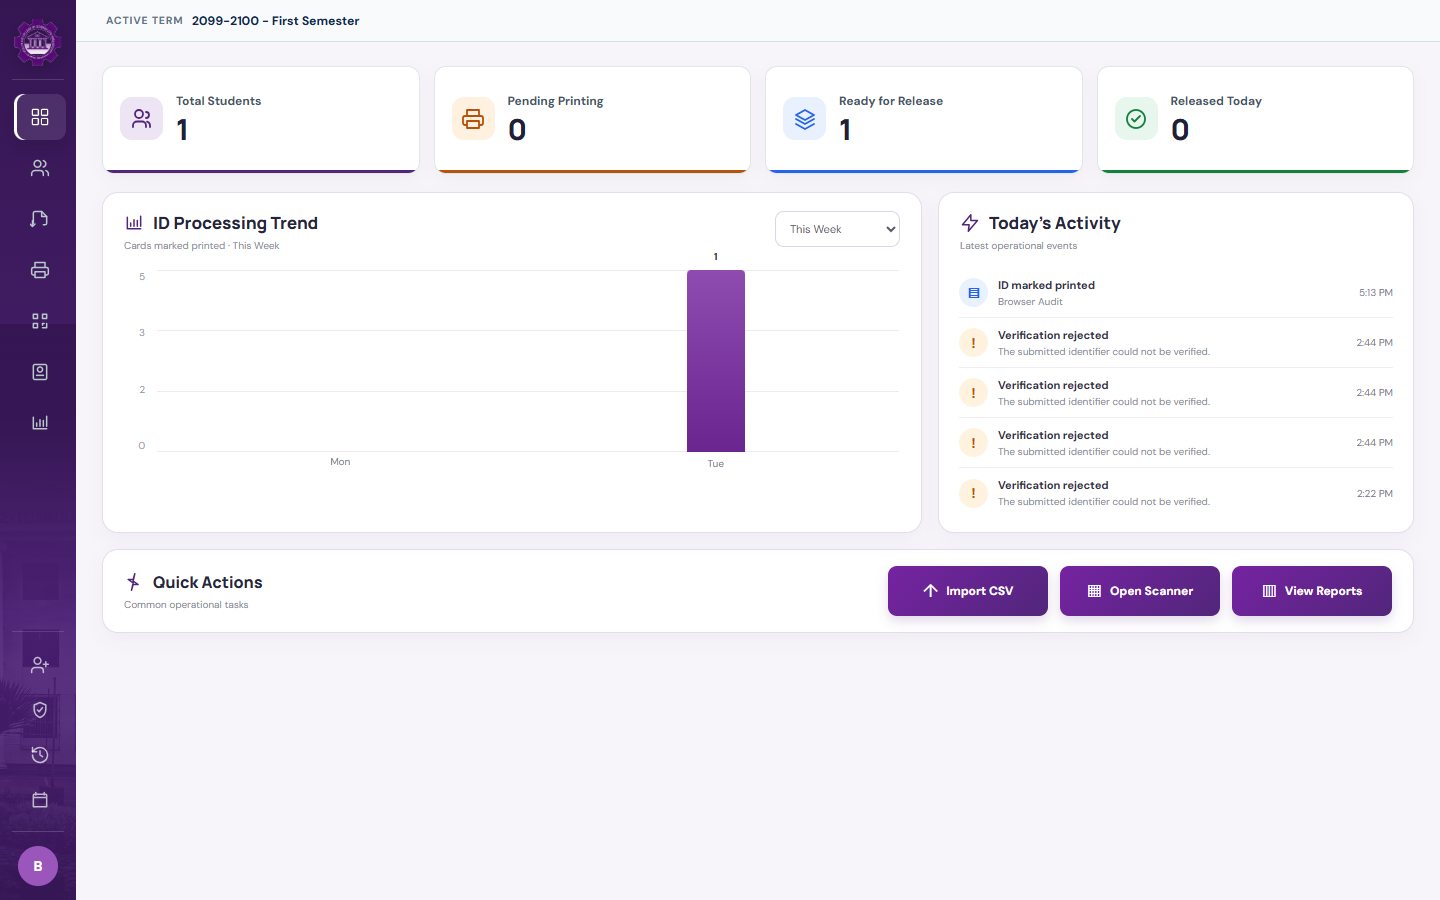 ACTIVE TERM 2099-2100 - First Semester
Total Students
1
Pending Printing
0
Ready for Release
1
Released Today
0
ID Processing Trend
Cards marked printed · This Week
This Week
1
5
3
2
0
Mon
Tue
Today's Activity
Latest operational events
ID marked printed
Browser Audit
5:13 PM
!
Verification rejected
The submitted identifier could not be verified.
2:44 PM
!
Verification rejected
The submitted identifier could not be verified.
2:44 PM
!
Verification rejected
The submitted identifier could not be verified.
2:44 PM
!
Verification rejected
The submitted identifier could not be verified.
2:22 PM
Quick Actions
Common operational tasks
Import CSV
Open Scanner
View Reports
B